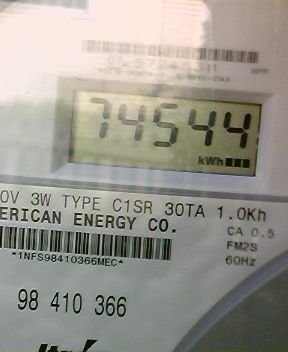 74544
kWh
0V 3W TYPE C1SR 30TA 1.0Kh
ERICAN ENERGY CO.
CA 0.5
FM2S
60Hz
*1NFS98410366MEC*
98 410 366